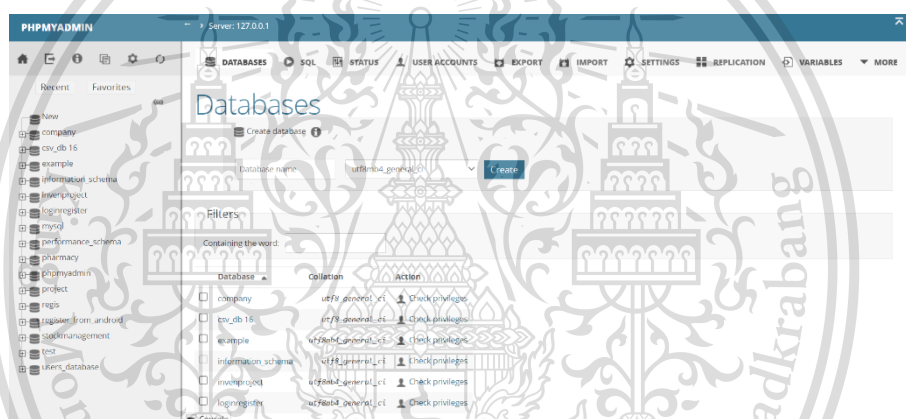 PHPMYADMIN
← > Server: 127.0.0.1
DATABASES SQL STATUS USER ACCOUNTS EXPORT IMPORT SETTINGS REPLICATION VARIABLES MORE
Recent Favorites
New
company
csv_db 16
example
information_schema
invenproject
loginregister
mysql
performance_schema
pharmacy
phpmyadmin
project
regis
register_from_android
stockmanagement
test
users_database
Databases
Create database
Database name utf8mb4_general_ci Create
Filters
Containing the word:
Database Collation Action
company utf8_general_ci Check privileges
csv_db 16 utf8_general_ci Check privileges
example utf8mb4_general_ci Check privileges
information_schema utf8_general_ci Check privileges
invenproject utf8mb4_general_ci Check privileges
loginregister utf8mb4_general_ci Check privileges
Console